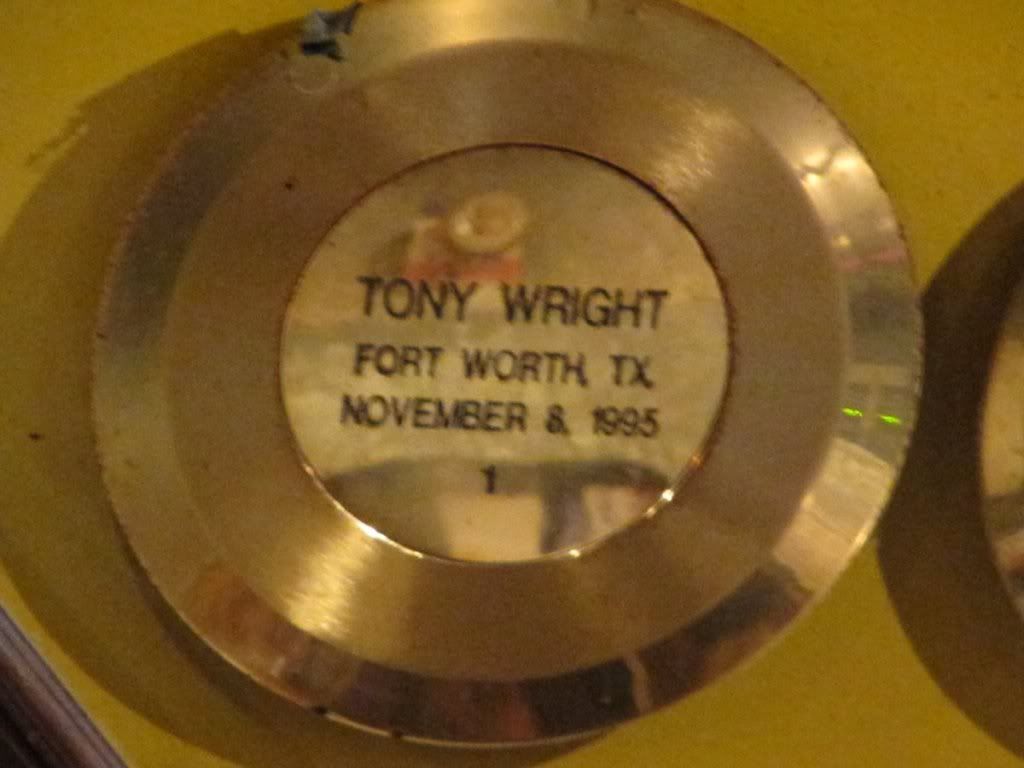 TONY WRIGHT
FORT WORTH, TX.
NOVEMBER 8, 1995
1